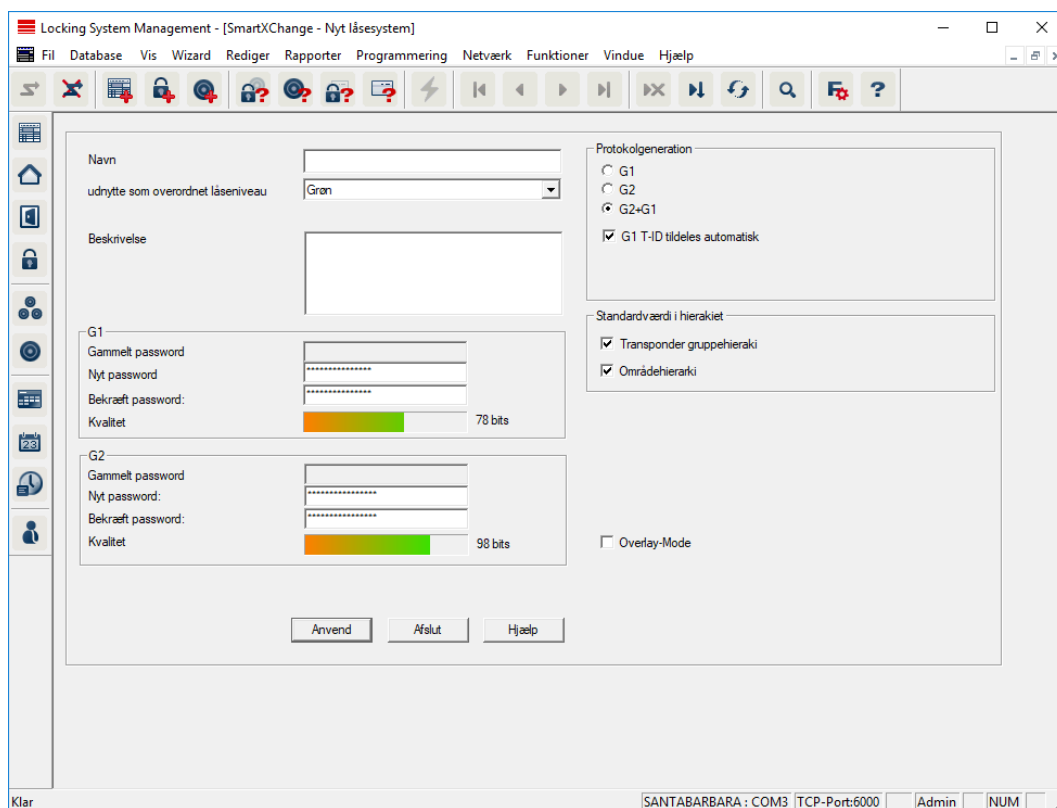 Locking System Management - [SmartXChange - Nyt låsesystem]
Fil Database Vis Wizard Rediger Rapporter Programmering Netværk Funktioner Vindue Hjælp
Navn
udnytte som overordnet låseniveau Grøn
Beskrivelse
G1
Gammelt password
Nyt password ***************
Bekræft password: ***************
Kvalitet 78 bits
G2
Gammelt password
Nyt password: ****************
Bekræft password: ****************
Kvalitet 98 bits
Anvend Afslut Hjælp
Protokolgeneration
G1
G2
G2+G1
G1 T-ID tildeles automatisk
Standardværdi i hierakiet
Transponder gruppehieraki
Områdehierarki
Overlay-Mode
23
Klar SANTABARBARA : COM3 TCP-Port:6000 Admin NUM